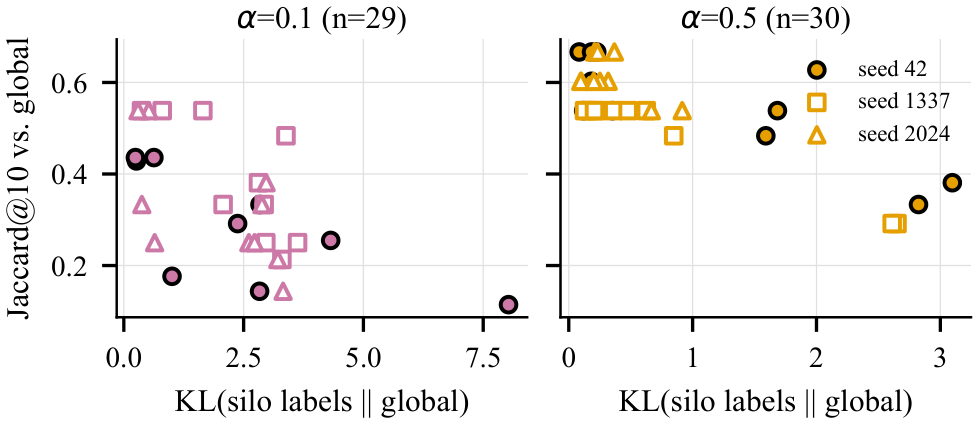 α=0.1 (n=29)
α=0.5 (n=30)
Jaccard@10 vs. global
0.6
0.4
0.2
0.0
2.5
5.0
7.5
0
1
2
3
seed 42
seed 1337
seed 2024
KL(silo labels || global)
KL(silo labels || global)